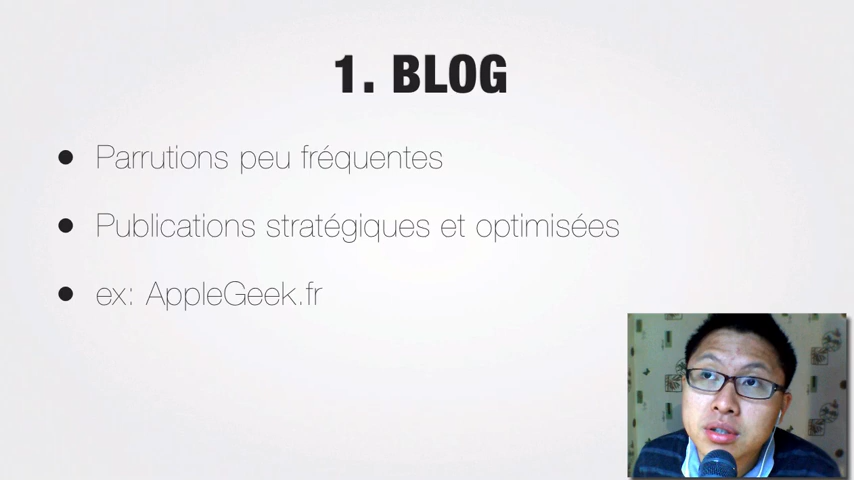 1. BLOG
• Parrutions peu fréquentes
• Publications stratégiques et optimisées
• ex: AppleGeek.fr